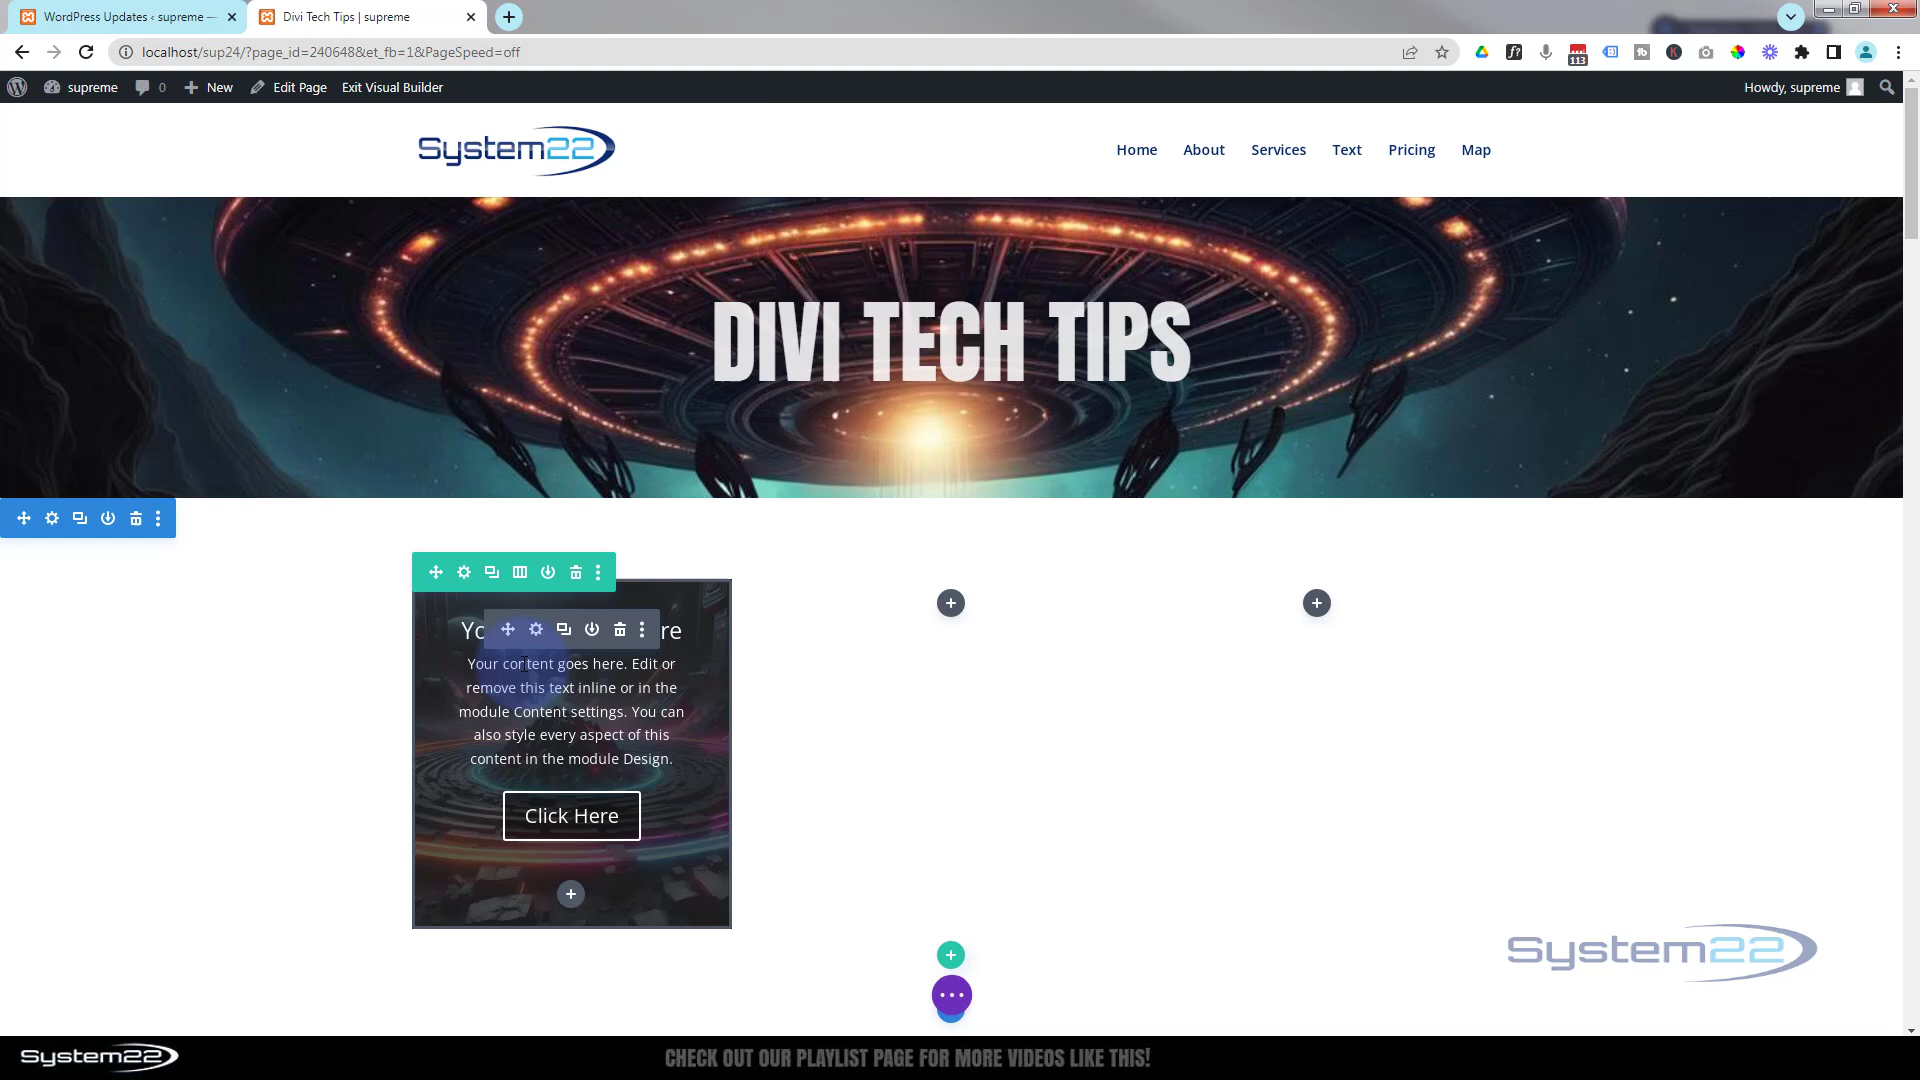 WordPress Updates ‹ supreme —
Divi Tech Tips | supreme
localhost/sup24/?page_id=240648&et_fb=1&PageSpeed=off
113
supreme 0 New Edit Page Exit Visual Builder Howdy, supreme
System22
Home About Services Text Pricing Map
DIVI TECH TIPS
Your content goes here. Edit or
remove this text inline or in the
module Content settings. You can
also style every aspect of this
content in the module Design.
Click Here
System22
System22
CHECK OUT OUR PLAYLIST PAGE FOR MORE VIDEOS LIKE THIS!